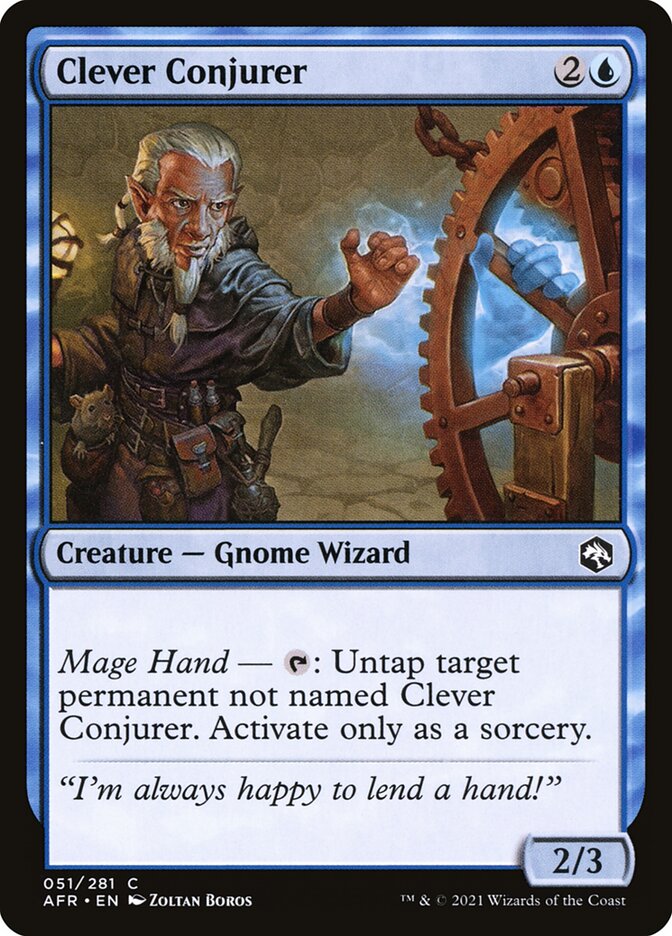 Clever Conjurer 2
Creature — Gnome Wizard
Mage Hand — : Untap target
permanent not named Clever
Conjurer. Activate only as a sorcery.
“I’m always happy to lend a hand!”
2/3
051/281 C
AFR • EN Zoltan Boros ™ & © 2021 Wizards of the Coast